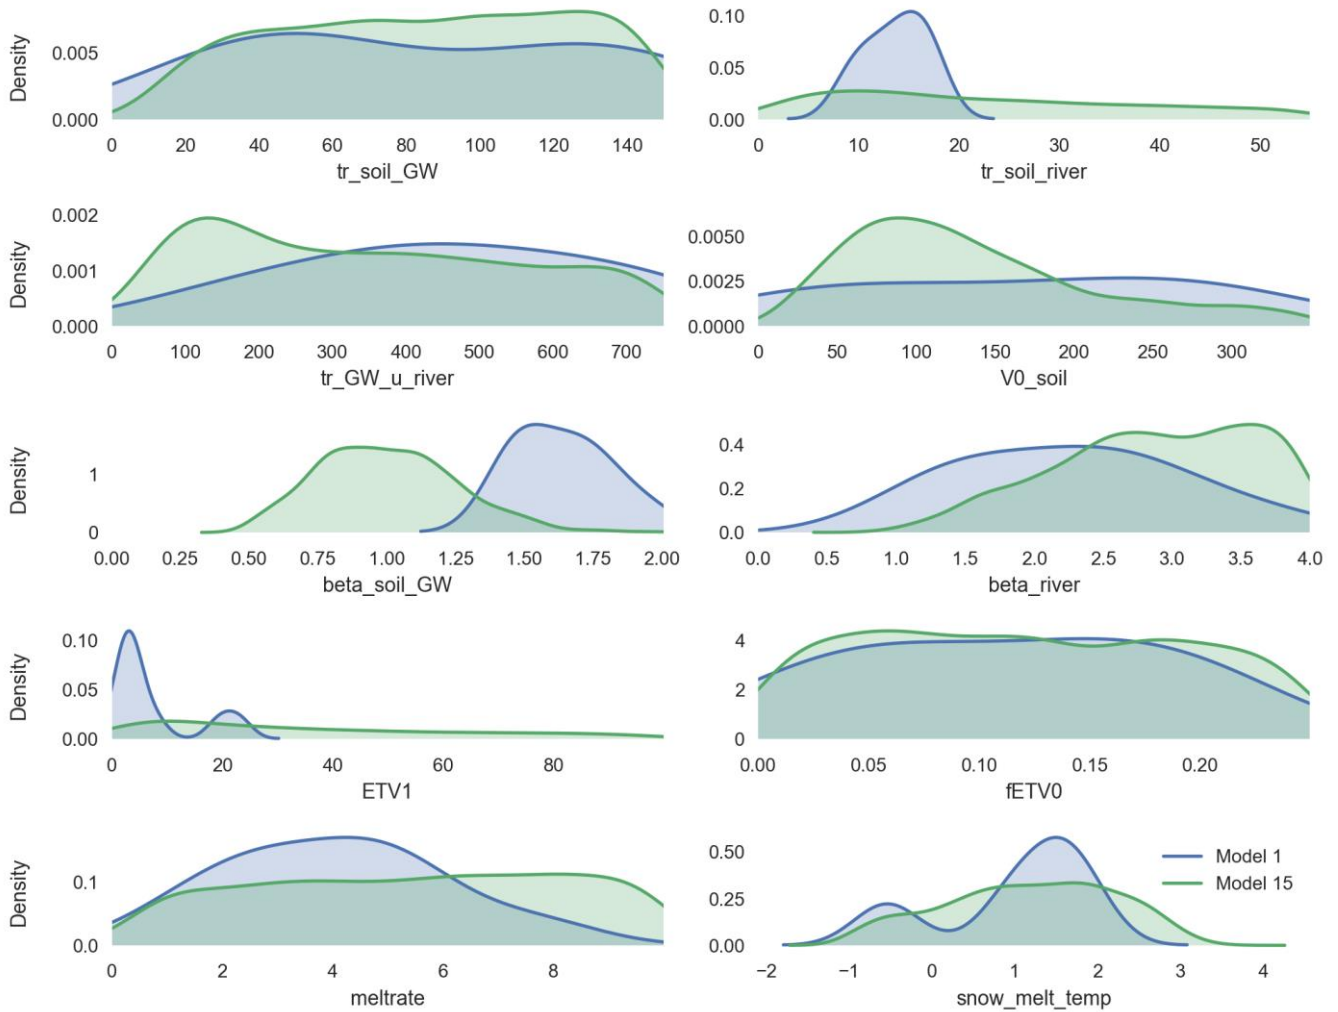 Density
0.005
0.000
0 20 40 60 80 100 120 140
tr_soil_GW
0.10
0.05
0.00
0 10 20 30 40 50
tr_soil_river
Density
0.002
0.001
0.000
0 100 200 300 400 500 600 700
tr_GW_u_river
0.0050
0.0025
0.0000
0 50 100 150 200 250 300
V0_soil
Density
1
0
0.00 0.25 0.50 0.75 1.00 1.25 1.50 1.75 2.00
beta_soil_GW
0.4
0.2
0.0
0.0 0.5 1.0 1.5 2.0 2.5 3.0 3.5 4.0
beta_river
Density
0.10
0.05
0.00
0 20 40 60 80
ETV1
4
2
0
0.00 0.05 0.10 0.15 0.20
fETV0
Density
0.1
0.0
0 2 4 6 8
meltrate
0.50
0.25
0.00
Model 1
Model 15
−2 −1 0 1 2 3 4
snow_melt_temp